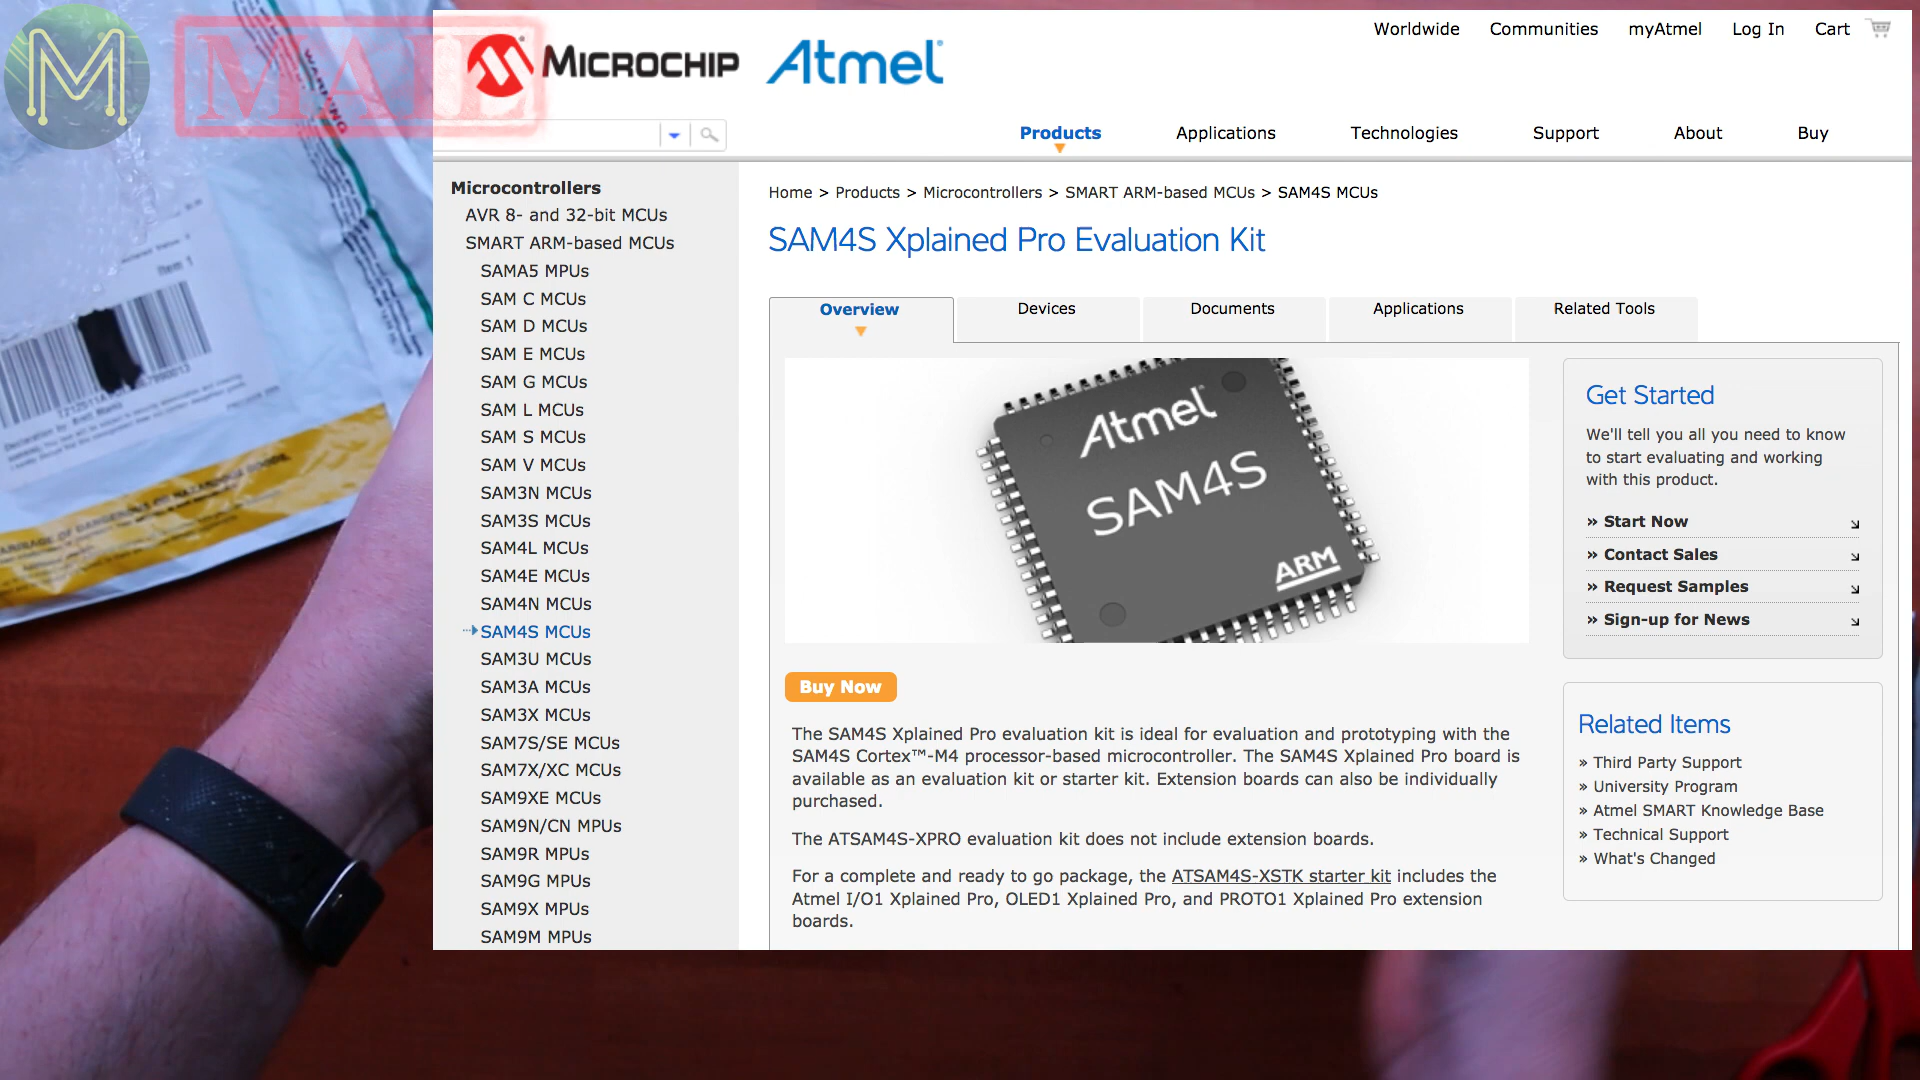 M
MAIL
MICROCHIP
Atmel
Worldwide Communities myAtmel Log In Cart
Products Applications Technologies Support About Buy
WARNING
Item 1
Microcontrollers
AVR 8- and 32-bit MCUs
SMART ARM-based MCUs
SAMA5 MPUs
SAM C MCUs
SAM D MCUs
SAM E MCUs
SAM G MCUs
SAM L MCUs
SAM S MCUs
SAM V MCUs
SAM3N MCUs
SAM3S MCUs
SAM4L MCUs
SAM4E MCUs
SAM4N MCUs
SAM4S MCUs
SAM3U MCUs
SAM3A MCUs
SAM3X MCUs
SAM7S/SE MCUs
SAM7X/XC MCUs
SAM9XE MCUs
SAM9N/CN MPUs
SAM9R MPUs
SAM9G MPUs
SAM9X MPUs
SAM9M MPUs
Home > Products > Microcontrollers > SMART ARM-based MCUs > SAM4S MCUs
SAM4S Xplained Pro Evaluation Kit
Overview Devices Documents Applications Related Tools
Atmel
SAM4S
ARM
Buy Now
The SAM4S Xplained Pro evaluation kit is ideal for evaluation and prototyping with the
SAM4S Cortex™-M4 processor-based microcontroller. The SAM4S Xplained Pro board is
available as an evaluation kit or starter kit. Extension boards can also be individually
purchased.
The ATSAM4S-XPRO evaluation kit does not include extension boards.
For a complete and ready to go package, the ATSAM4S-XSTK starter kit includes the
Atmel I/O1 Xplained Pro, OLED1 Xplained Pro, and PROTO1 Xplained Pro extension
boards.
Get Started
We'll tell you all you need to know
to start evaluating and working
with this product.
» Start Now
» Contact Sales
» Request Samples
» Sign-up for News
Related Items
» Third Party Support
» University Program
» Atmel SMART Knowledge Base
» Technical Support
» What's Changed